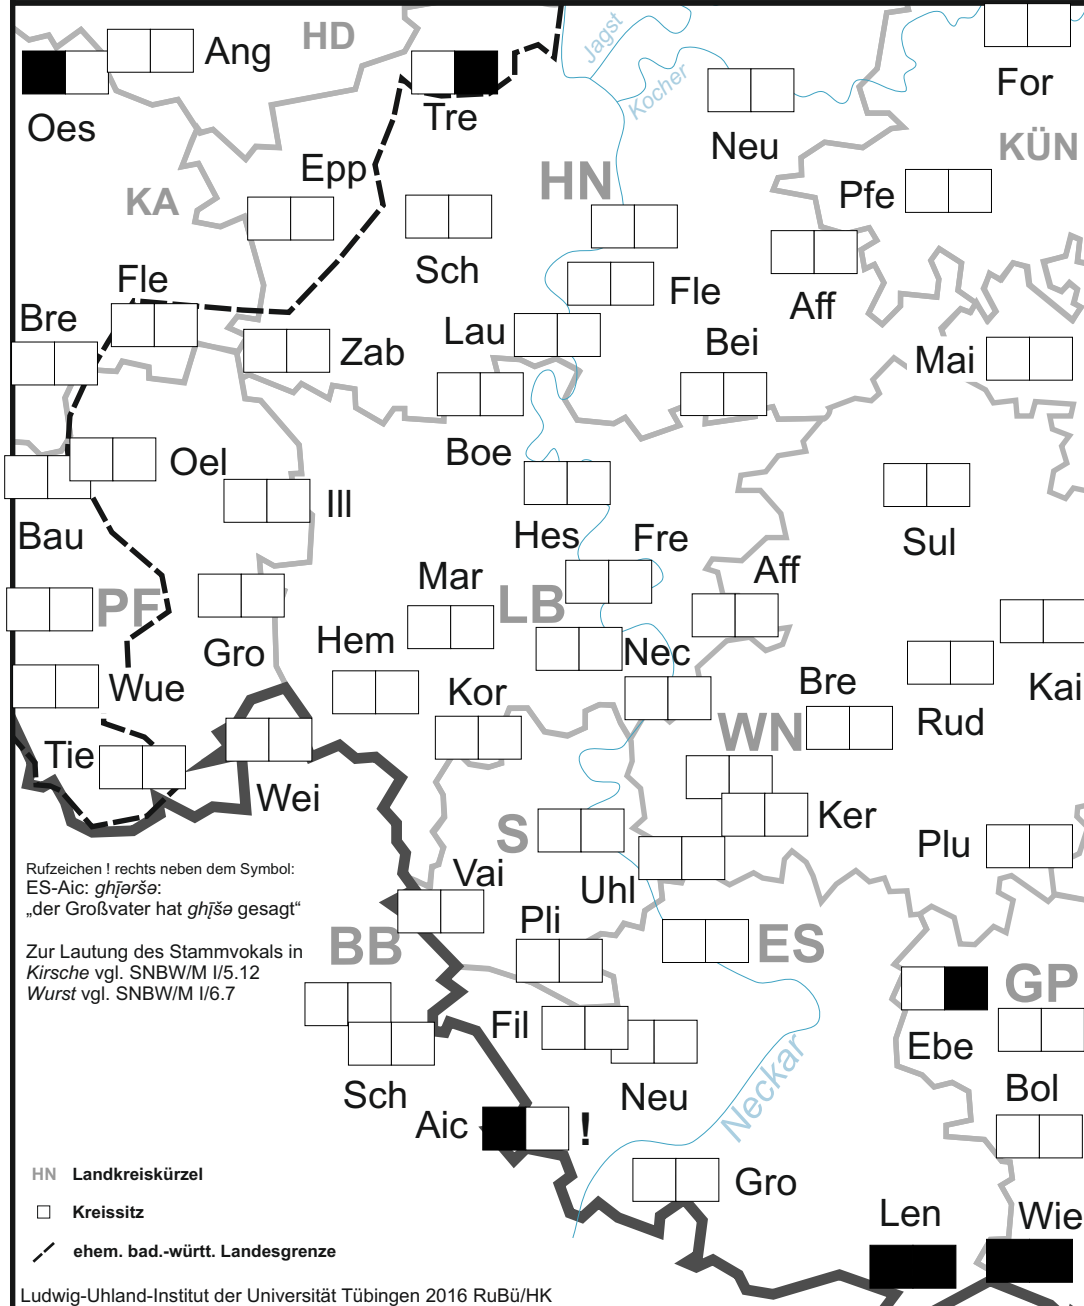 HD
Jagst
Ang
Oes
Tre
Kocher
For
Neu
KÜN
Epp
HN
KA
Pfe
Sch
Fle
Fle
Aff
Bre
Lau
Zab
Bei
Mai
Boe
Oel
Ill
Bau
Hes
Fre
Sul
Aff
Mar
PF
LB
Gro
Hem
Nec
Wue
Kor
Bre
Rud
Kai
WN
Tie
Wei
Ker
S
Plu
Rufzeichen ! rechts neben dem Symbol:
ES-Aic: ghị̄əršə:
„der Großvater hat ghị̄šə gesagt“
Vai
Uhl
Pli
Zur Lautung des Stammvokals in
Kirsche vgl. SNBW/M I/5.12
Wurst vgl. SNBW/M I/6.7
BB
ES
GP
Fil
Ebe
Neckar
Sch
Neu
Bol
Aic
!
HN Landkreiskürzel
Gro
Kreissitz
Len
Wie
ehem. bad.-württ. Landesgrenze
Ludwig-Uhland-Institut der Universität Tübingen 2016 RuBü/HK